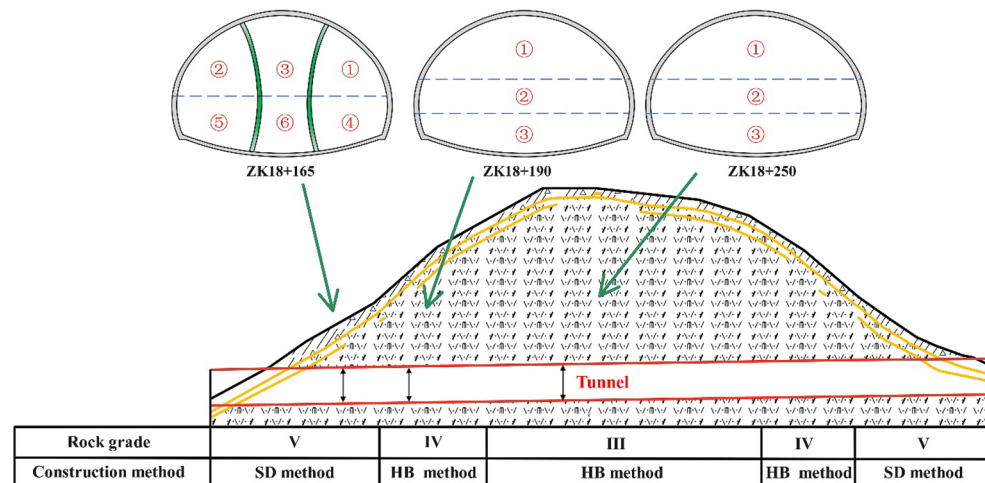 ② ③ ①
⑤ ⑥ ④
ZK18+165
①
②
③
ZK18+190
①
②
③
ZK18+250
Tunnel
Rock grade V IV III IV V
Construction method SD method HB method HB method HB method SD method